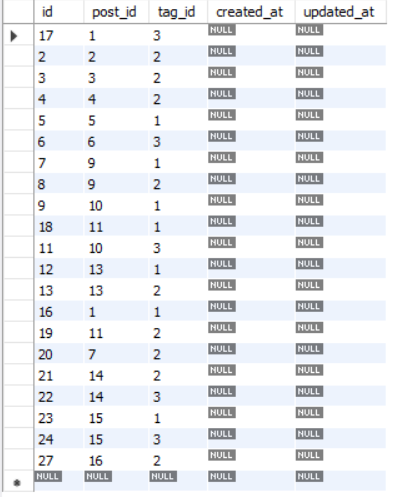 id post_id tag_id created_at updated_at
17 1 3 NULL NULL
2 2 2 NULL NULL
3 3 2 NULL NULL
4 4 2 NULL NULL
5 5 1 NULL NULL
6 6 3 NULL NULL
7 9 1 NULL NULL
8 9 2 NULL NULL
9 10 1 NULL NULL
18 11 1 NULL NULL
11 10 3 NULL NULL
12 13 1 NULL NULL
13 13 2 NULL NULL
16 1 1 NULL NULL
19 11 2 NULL NULL
20 7 2 NULL NULL
21 14 2 NULL NULL
22 14 3 NULL NULL
23 15 1 NULL NULL
24 15 3 NULL NULL
27 16 2 NULL NULL
NULL NULL NULL NULL NULL